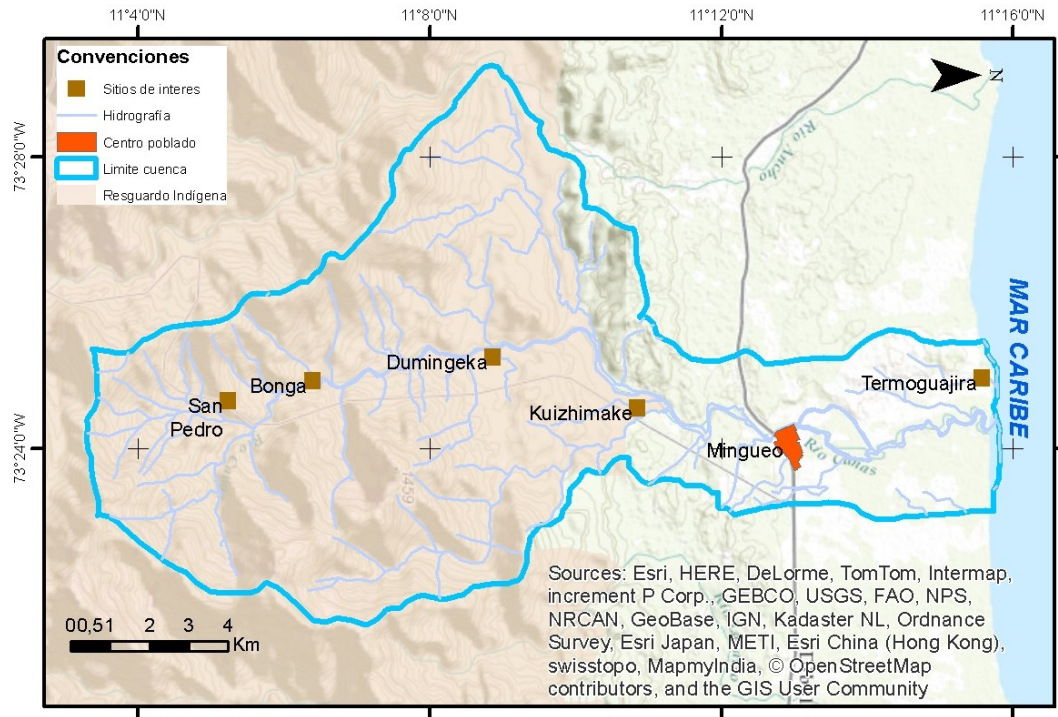 11°4'0"N
11°8'0"N
11°12'0"N
11°16'0"N
Convenciones
Sitios de interes
Hidrografía
Centro poblado
Limite cuenca
Resguardo Indígena
N
73°28'0"W
73°24'0"W
Río Ancho
MAR CARIBE
Dumingeka
Bonga
San
Pedro
Kuizhimake
Termoguajira
Mingueo
Río Cañas
459
00,51 2 3 4
Km
Sources: Esri, HERE, DeLorme, TomTom, Intermap,
increment P Corp., GEBCO, USGS, FAO, NPS,
NRCAN, GeoBase, IGN, Kadaster NL, Ordnance
Survey, Esri Japan, METI, Esri China (Hong Kong),
swisstopo, MapmyIndia, © OpenStreetMap
contributors, and the GIS User Community